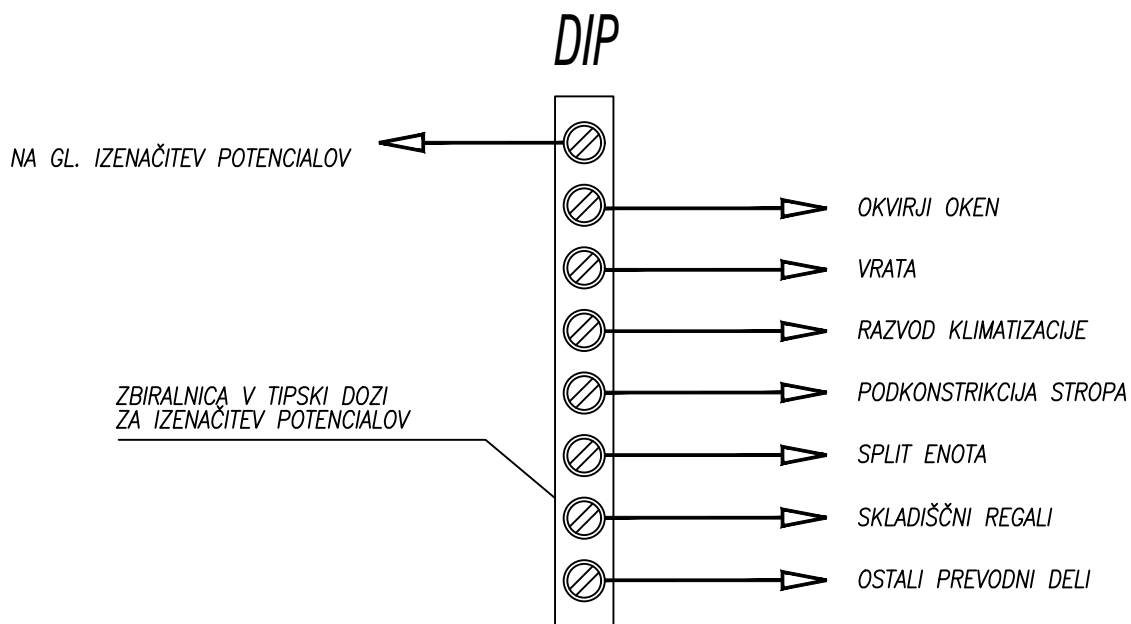 DIP
NA GL. IZENAČITEV POTENCIALOV
OKVIRJI OKEN
VRATA
RAZVOD KLIMATIZACIJE
ZBIRALNICA V TIPSKI DOZI
ZA IZENAČITEV POTENCIALOV
PODKONSTRIKCIJA STROPA
SPLIT ENOTA
SKLADIŠČNI REGALI
OSTALI PREVODNI DELI